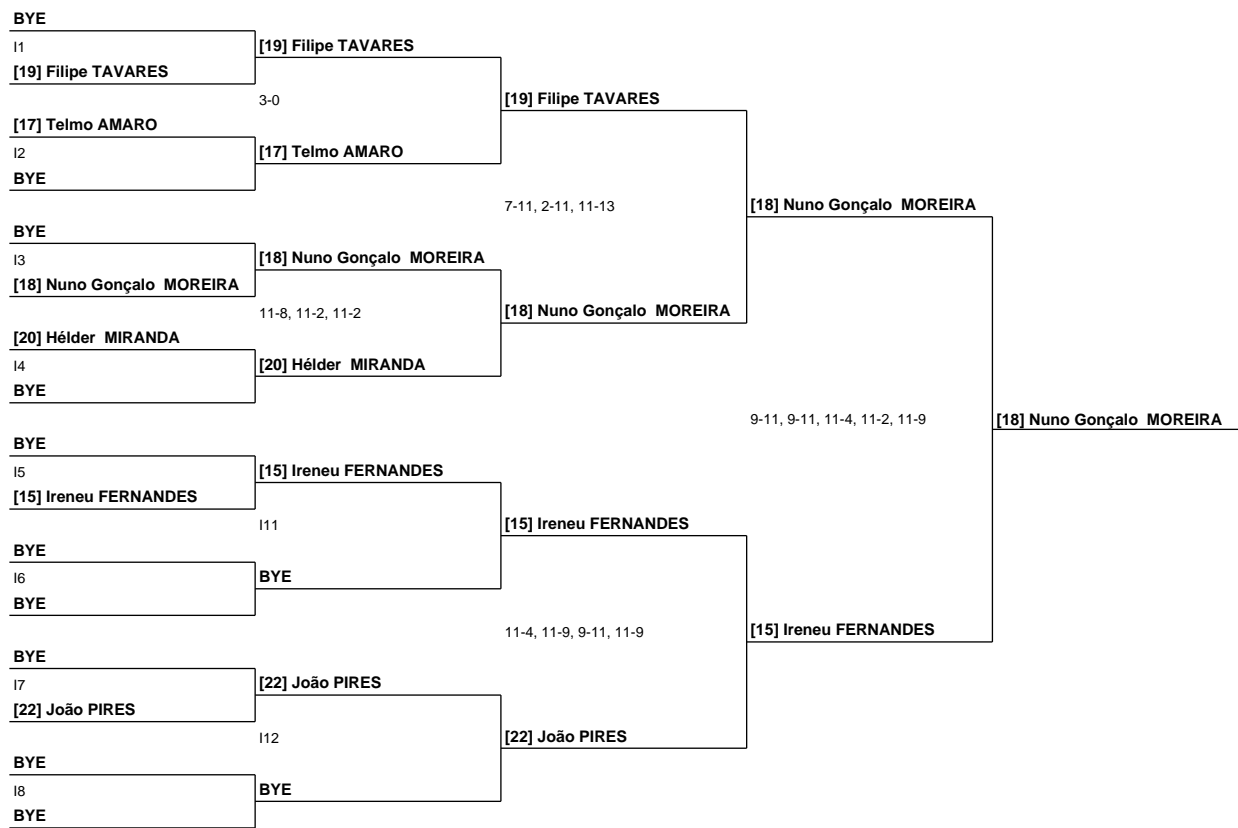 BYE
I1
[19] Filipe TAVARES
[19] Filipe TAVARES
3-0
[19] Filipe TAVARES
[17] Telmo AMARO
I2
[17] Telmo AMARO
BYE
7-11, 2-11, 11-13
[18] Nuno Gonçalo MOREIRA
BYE
I3
[18] Nuno Gonçalo MOREIRA
[18] Nuno Gonçalo MOREIRA
11-8, 11-2, 11-2
[18] Nuno Gonçalo MOREIRA
[20] Hélder MIRANDA
I4
[20] Hélder MIRANDA
BYE
9-11, 9-11, 11-4, 11-2, 11-9
[18] Nuno Gonçalo MOREIRA
BYE
I5
[15] Ireneu FERNANDES
[15] Ireneu FERNANDES
I11
[15] Ireneu FERNANDES
BYE
I6
BYE
BYE
11-4, 11-9, 9-11, 11-9
[15] Ireneu FERNANDES
BYE
I7
[22] João PIRES
[22] João PIRES
I12
[22] João PIRES
BYE
I8
BYE
BYE